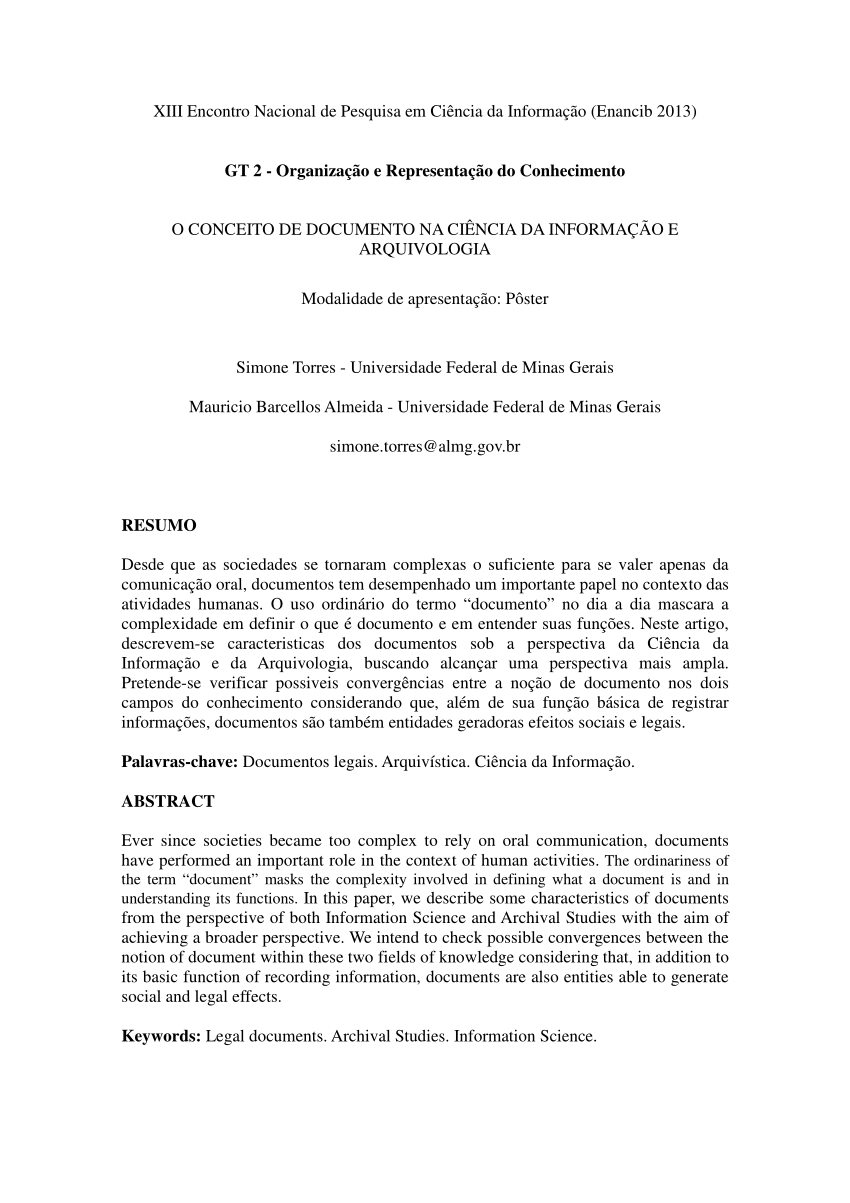 XIII Encontro Nacional de Pesquisa em Ciência da Informação (Enancib 2013)
GT 2 - Organização e Representação do Conhecimento
O CONCEITO DE DOCUMENTO NA CIÊNCIA DA INFORMAÇÃO E
ARQUIVOLOGIA
Modalidade de apresentação: Pôster
Simone Torres - Universidade Federal de Minas Gerais
Mauricio Barcellos Almeida - Universidade Federal de Minas Gerais
simone.torres@almg.gov.br
RESUMO
Desde que as sociedades se tornaram complexas o suficiente para se valer apenas da
comunicação oral, documentos tem desempenhado um importante papel no contexto das
atividades humanas. O uso ordinário do termo “documento” no dia a dia mascara a
complexidade em definir o que é documento e em entender suas funções. Neste artigo,
descrevem-se caracteristicas dos documentos sob a perspectiva da Ciência da
Informação e da Arquivologia, buscando alcançar uma perspectiva mais ampla.
Pretende-se verificar possiveis convergências entre a noção de documento nos dois
campos do conhecimento considerando que, além de sua função básica de registrar
informações, documentos são também entidades geradoras efeitos sociais e legais.
Palavras-chave: Documentos legais. Arquivística. Ciência da Informação.
ABSTRACT
Ever since societies became too complex to rely on oral communication, documents
have performed an important role in the context of human activities. The ordinariness of
the term “document” masks the complexity involved in defining what a document is and in
understanding its functions. In this paper, we describe some characteristics of documents
from the perspective of both Information Science and Archival Studies with the aim of
achieving a broader perspective. We intend to check possible convergences between the
notion of document within these two fields of knowledge considering that, in addition to
its basic function of recording information, documents are also entities able to generate
social and legal effects.
Keywords: Legal documents. Archival Studies. Information Science.